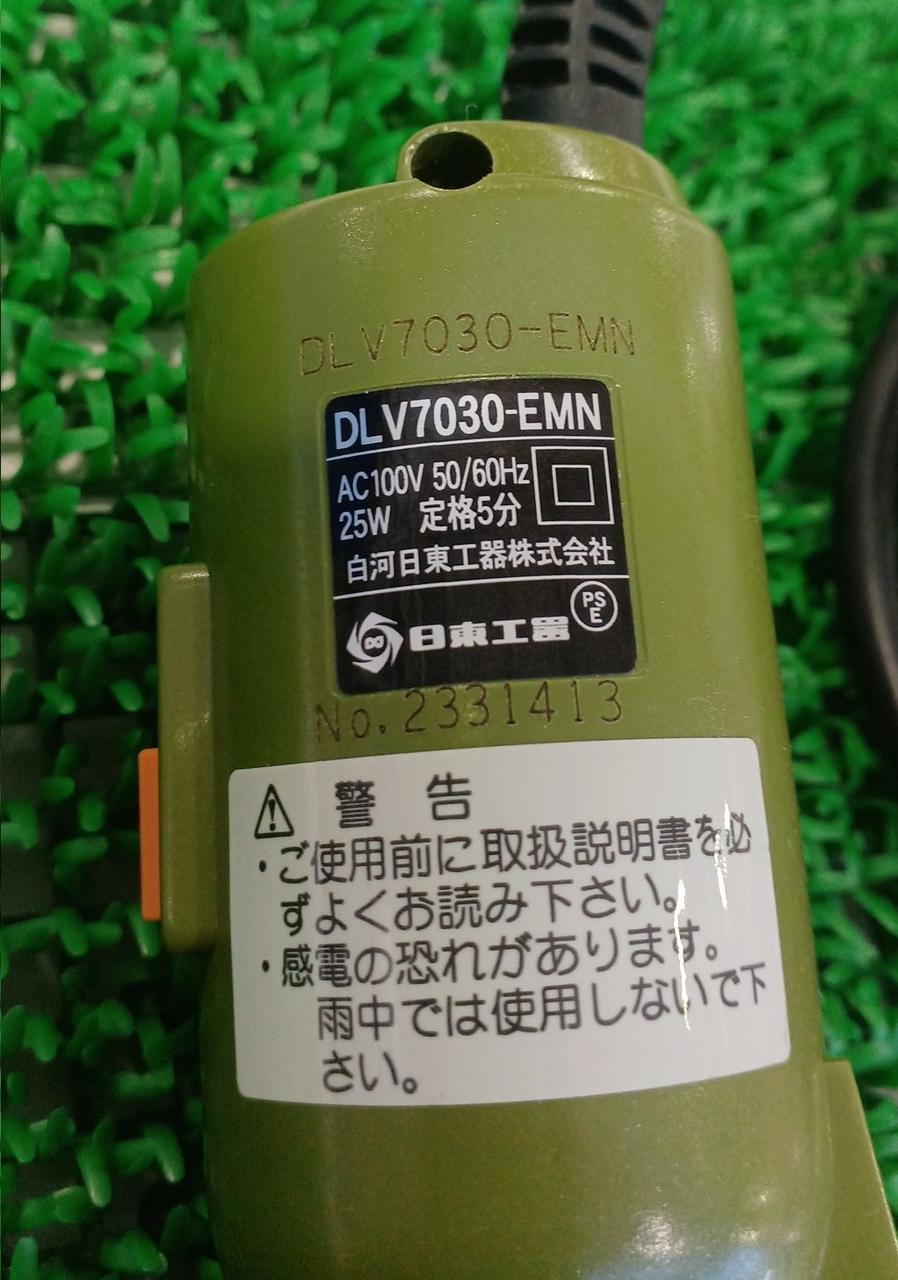 DLV7030-EMN
DLV7030-EMN
AC100V 50/60Hz
25W 定格5分
白河日東工器株式会社
PS
E
日東工器
No.2331413
警告
・ご使用前に取扱説明書を必
ずよくお読み下さい。
・感電の恐れがあります。
雨中では使用しないで下
さい。